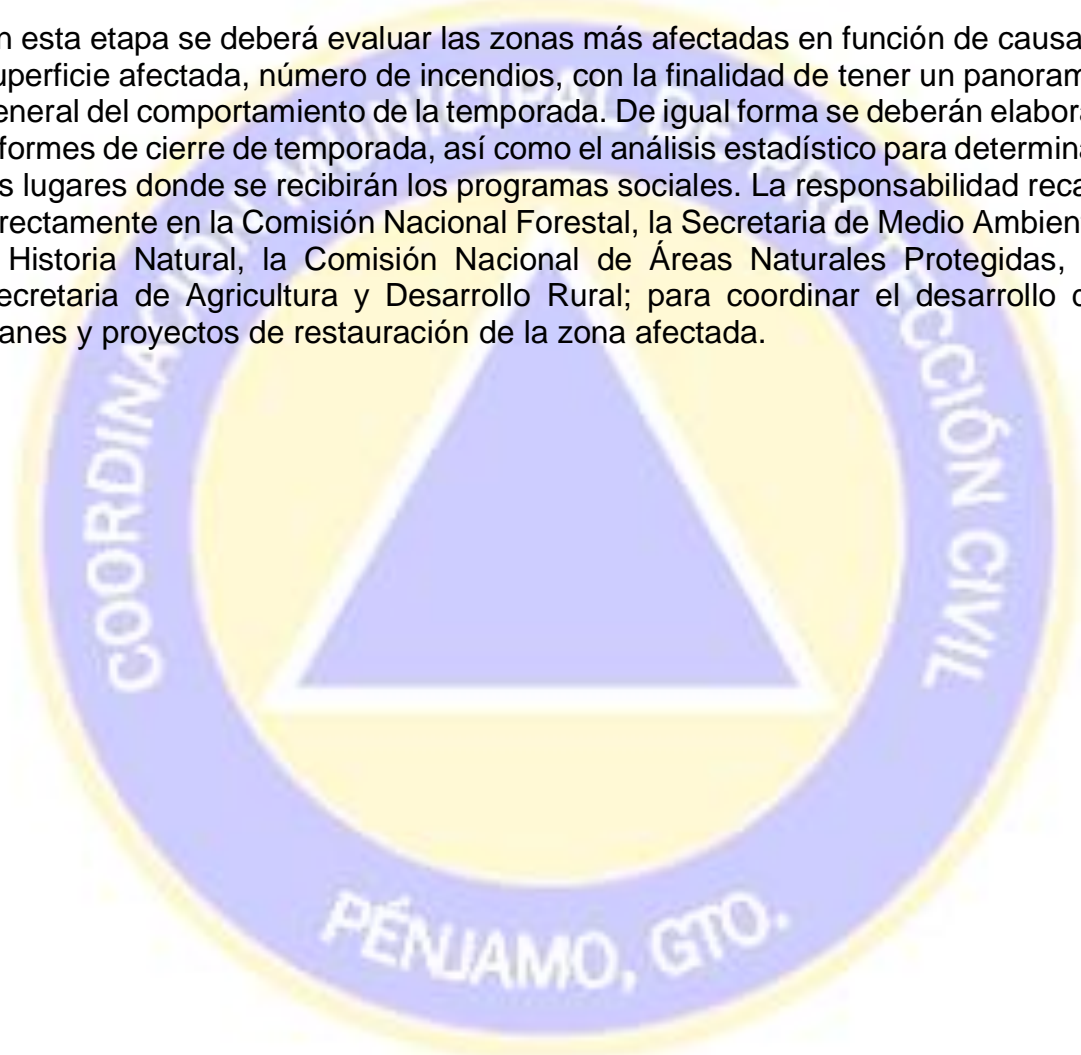 n esta etapa se deberá evaluar las zonas más afectadas en función de causa
uperficie afectada, número de incendios, con la finalidad de tener un panoram
eneral del comportamiento de la temporada. De igual forma se deberán elabora
formes de cierre de temporada, así como el análisis estadístico para determina
s lugares donde se recibirán los programas sociales. La responsabilidad reca
rectamente en la Comisión Nacional Forestal, la Secretaria de Medio Ambien
Historia Natural, la Comisión Nacional de Áreas Naturales Protegidas,
ecretaria de Agricultura y Desarrollo Rural; para coordinar el desarrollo
anes y proyectos de restauración de la zona afectada.
COORDINACIÓN MUNICIPAL DE PROTECCIÓN CIVIL
PÉNJAMO, GTO.